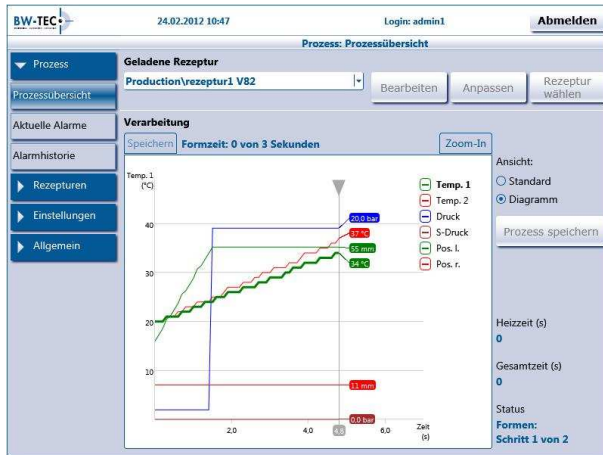 BW-TEC
24.02.2012 10:47
Login: admin1
Abmelden
Prozess: Prozessübersicht
Prozess
Prozessübersicht
Aktuelle Alarme
Alarmhistorie
Rezepturen
Einstellungen
Allgemein
Geladene Rezeptur
Production\rezeptur1 V82
Bearbeiten
Anpassen
Rezeptur
wählen
Verarbeitung
Speichern
Formzeit: 0 von 3 Sekunden
Zoom-In
Temp. 1
(°C)
40
30
20
10
20,0 bar
37 °C
55 mm
34 °C
11 mm
0,0 bar
2,0
4,0
4,8
6,0
Zeit
(s)
Temp. 1
Temp. 2
Druck
S-Druck
Pos. l.
Pos. r.
Ansicht:
Standard
Diagramm
Prozess speichern
Heizzeit (s)
0
Gesamtzeit (s)
0
Status
Formen:
Schritt 1 von 2